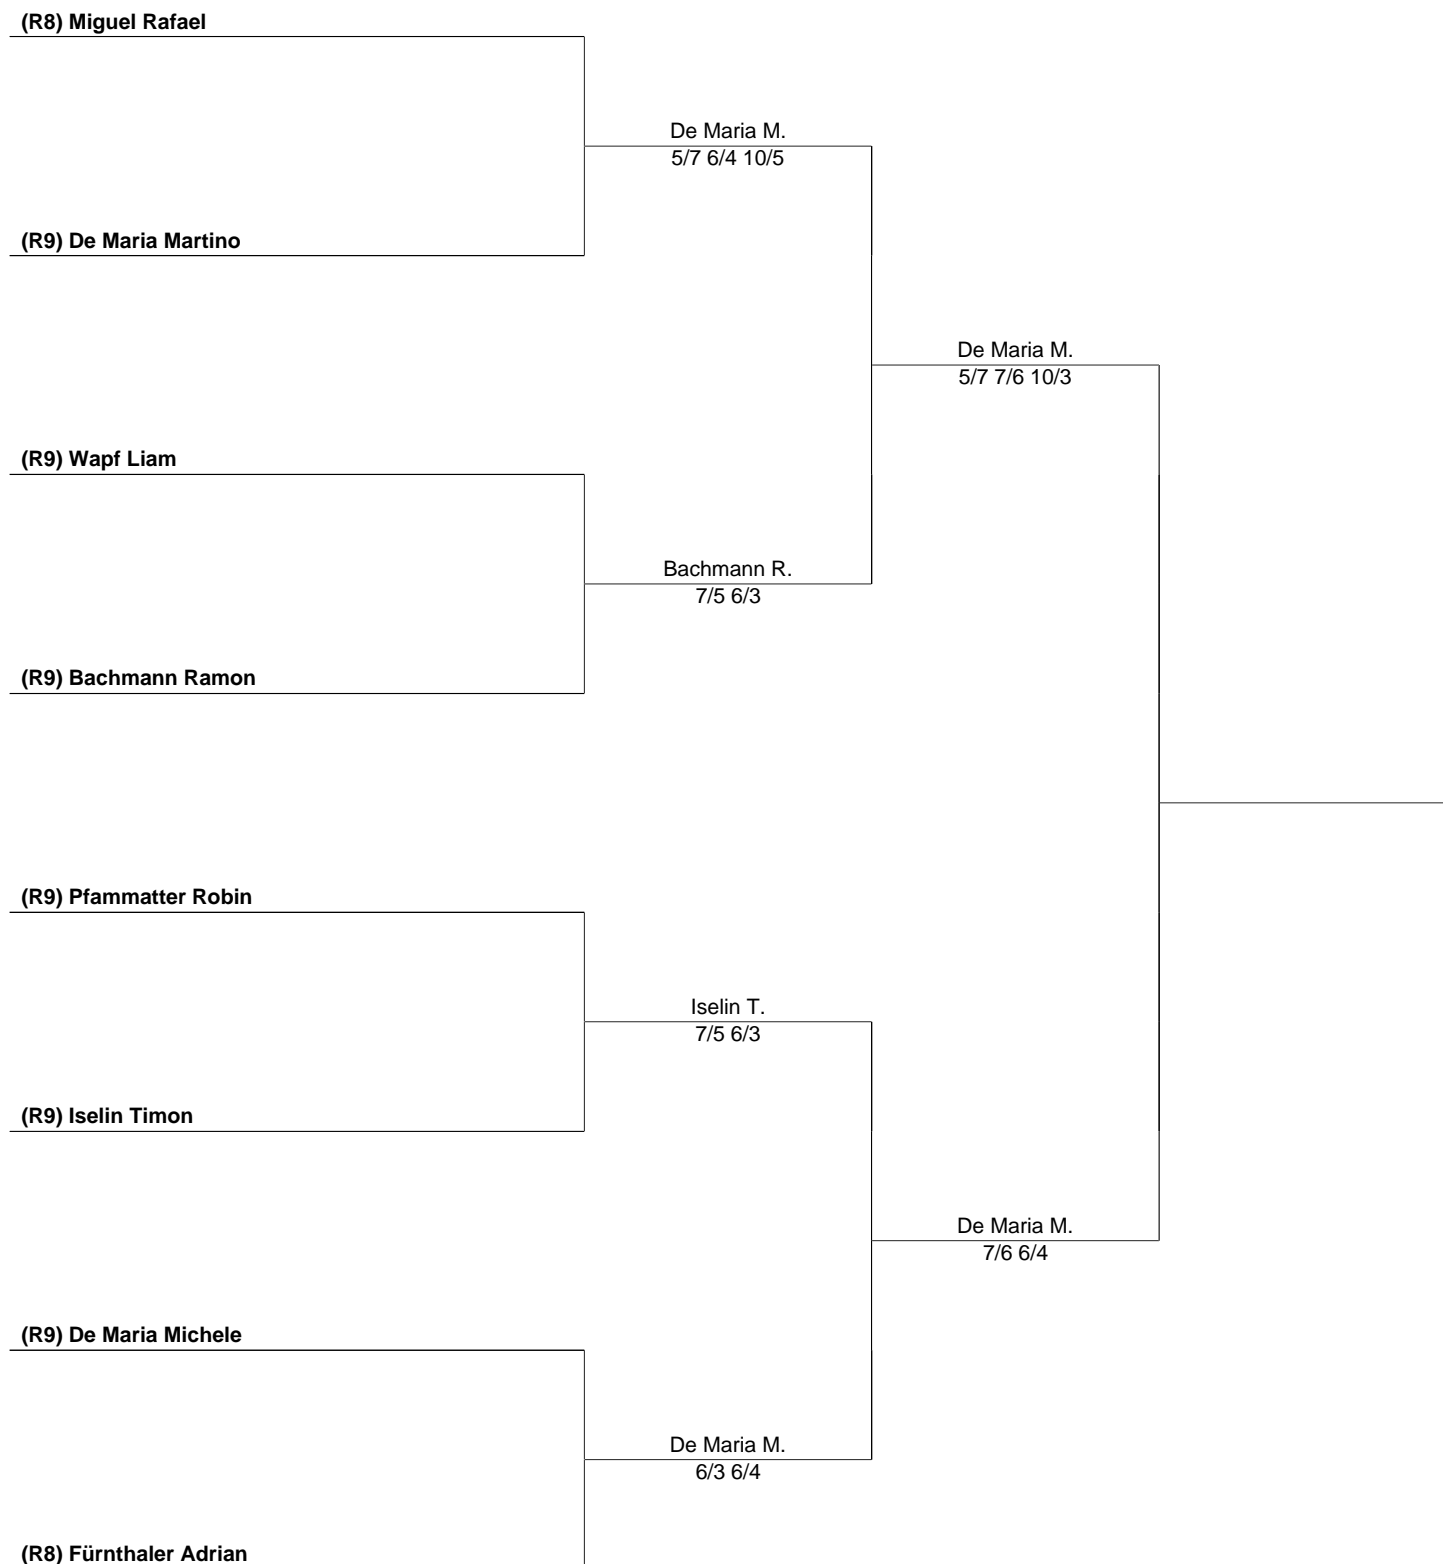 (R8) Miguel Rafael
De Maria M.
5/7 6/4 10/5
(R9) De Maria Martino
De Maria M.
5/7 7/6 10/3
(R9) Wapf Liam
Bachmann R.
7/5 6/3
(R9) Bachmann Ramon
(R9) Pfammatter Robin
Iselin T.
7/5 6/3
(R9) Iselin Timon
De Maria M.
7/6 6/4
(R9) De Maria Michele
De Maria M.
6/3 6/4
(R8) Fürnthaler Adrian